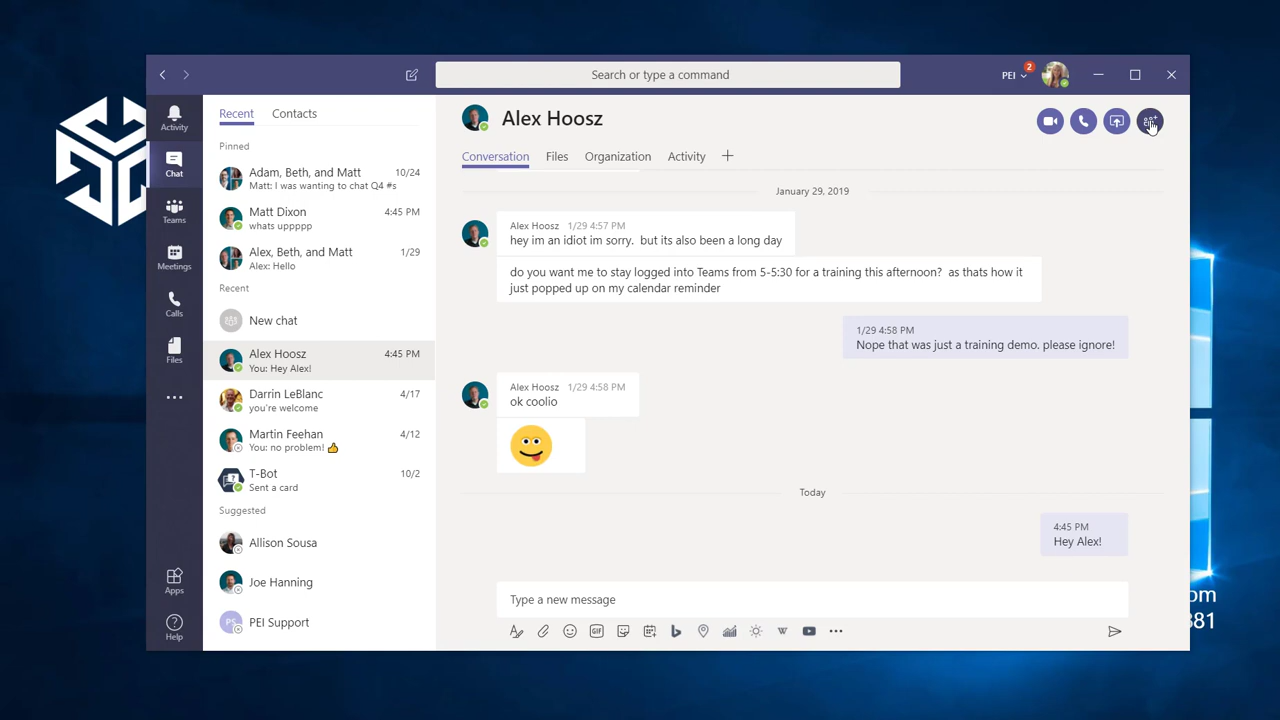 Search or type a command
PEI
2
Activity
Chat
Teams
Meetings
Calls
Files
Apps
Help
Recent
Contacts
Pinned
Adam, Beth, and Matt
10/24
Matt: I was wanting to chat Q4 #s
Matt Dixon
4:45 PM
whats uppppp
Alex, Beth, and Matt
1/29
Alex: Hello
Recent
New chat
Alex Hoosz
4:45 PM
You: Hey Alex!
Darrin LeBlanc
4/17
you're welcome
Martin Feehan
4/12
You: no problem! 👍
T-Bot
10/2
Sent a card
Suggested
Allison Sousa
Joe Hanning
PS
PEI Support
Alex Hoosz
Conversation
Files
Organization
Activity
January 29, 2019
Alex Hoosz 1/29 4:57 PM
hey im an idiot im sorry. but its also been a long day
do you want me to stay logged into Teams from 5-5:30 for a training this afternoon? as thats how it
just popped up on my calendar reminder
1/29 4:58 PM
Nope that was just a training demo. please ignore!
Alex Hoosz 1/29 4:58 PM
ok coolio
Today
4:45 PM
Hey Alex!
Type a new message
GIF
W
om
881